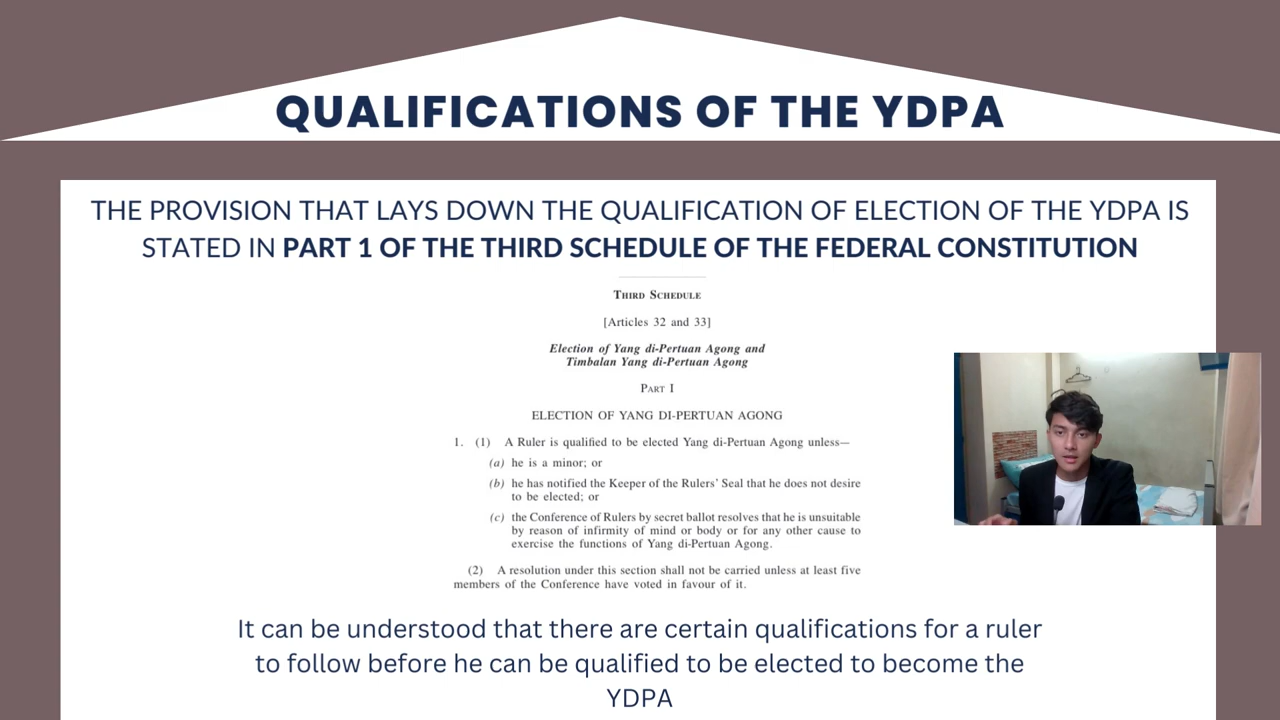 QUALIFICATIONS OF THE YDPA
THE PROVISION THAT LAYS DOWN THE QUALIFICATION OF ELECTION OF THE YDPA IS
STATED IN PART 1 OF THE THIRD SCHEDULE OF THE FEDERAL CONSTITUTION
THIRD SCHEDULE
[Articles 32 and 33]
Election of Yang di-Pertuan Agong and
Timbalan Yang di-Pertuan Agong
PART I
ELECTION OF YANG DI-PERTUAN AGONG
1. (1) A Ruler is qualified to be elected Yang di-Pertuan Agong unless—
(a) he is a minor; or
(b) he has notified the Keeper of the Rulers' Seal that he does not desire
to be elected; or
(c) the Conference of Rulers by secret ballot resolves that he is unsuitable
by reason of infirmity of mind or body or for any other cause to
exercise the functions of Yang di-Pertuan Agong.
(2) A resolution under this section shall not be carried unless at least five
members of the Conference have voted in favour of it.
It can be understood that there are certain qualifications for a ruler
to follow before he can be qualified to be elected to become the
YDPA